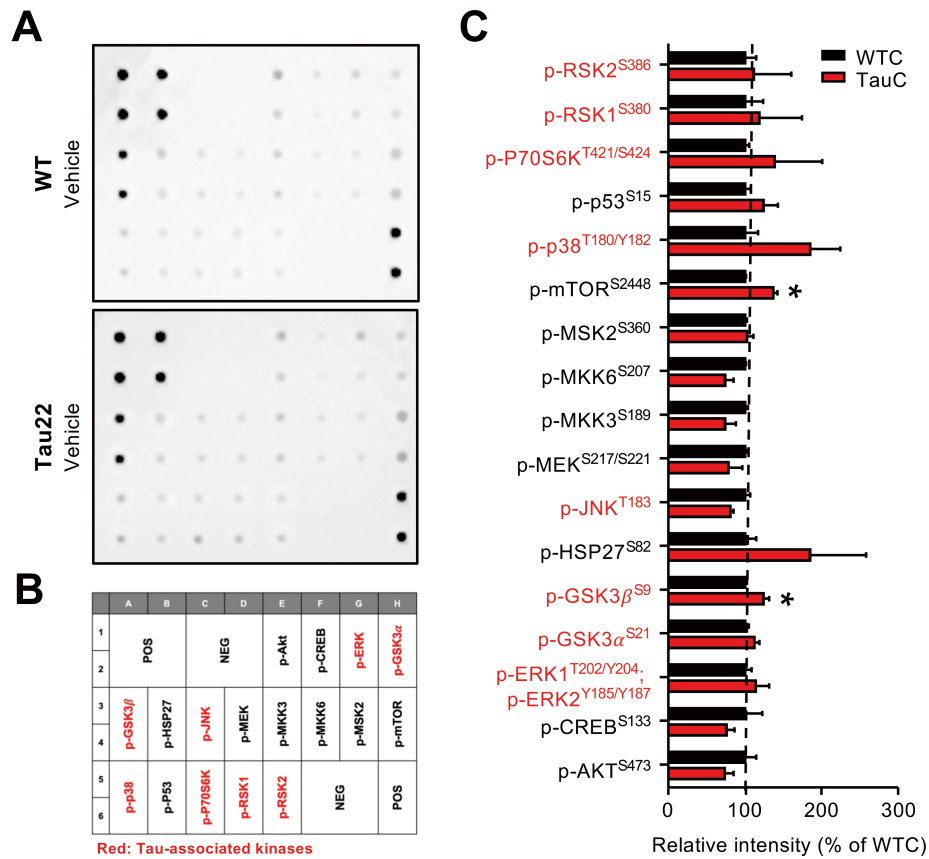 A
WT
Vehicle
Tau22
Vehicle
B
A B C D E F G H
1
2
3
4
5
6
POS
NEG
p-Akt
p-CREB
p-ERK
p-GSK3α
p-GSK3β
p-HSP27
p-JNK
p-MEK
p-MKK3
p-MKK6
p-MSK2
p-mTOR
p-p38
p-P53
p-P70S6K
p-RSK1
p-RSK2
NEG
POS
Red: Tau-associated kinases
C
WTC
TauC
p-RSK2S386
p-RSK1S380
p-P70S6KT421/S424
p-p53S15
p-p38T180/Y182
p-mTORS2448
*
p-MSK2S360
p-MKK6S207
p-MKK3S189
p-MEKS217/S221
p-JNKT183
p-HSP27S82
p-GSK3βS9
*
p-GSK3αS21
p-ERK1T202/Y204;
p-ERK2Y185/Y187
p-CREBS133
p-AKTS473
0 100 200 300
Relative intensity (% of WTC)